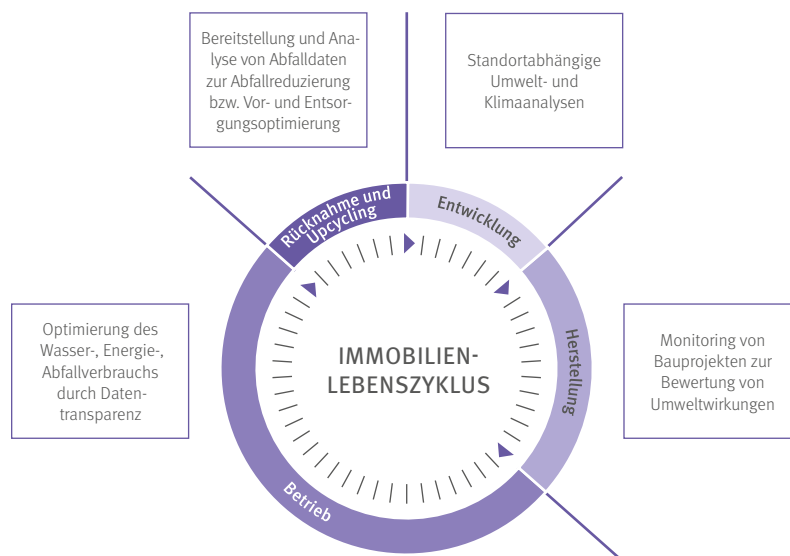 Bereitstellung und Ana-
lyse von Abfalldaten
zur Abfallreduzierung
bzw. Vor- und Entsor-
gungsoptimierung
Standortabhängige
Umwelt- und
Klimaanalysen
Rücknahme und
Upcycling
Entwicklung
Optimierung des
Wasser-, Energie-,
Abfallverbrauchs
durch Daten-
transparenz
IMMOBILIEN-
LEBENSZYKLUS
Herstellung
Monitoring von
Bauprojekten zur
Bewertung von
Umweltwirkungen
Betrieb